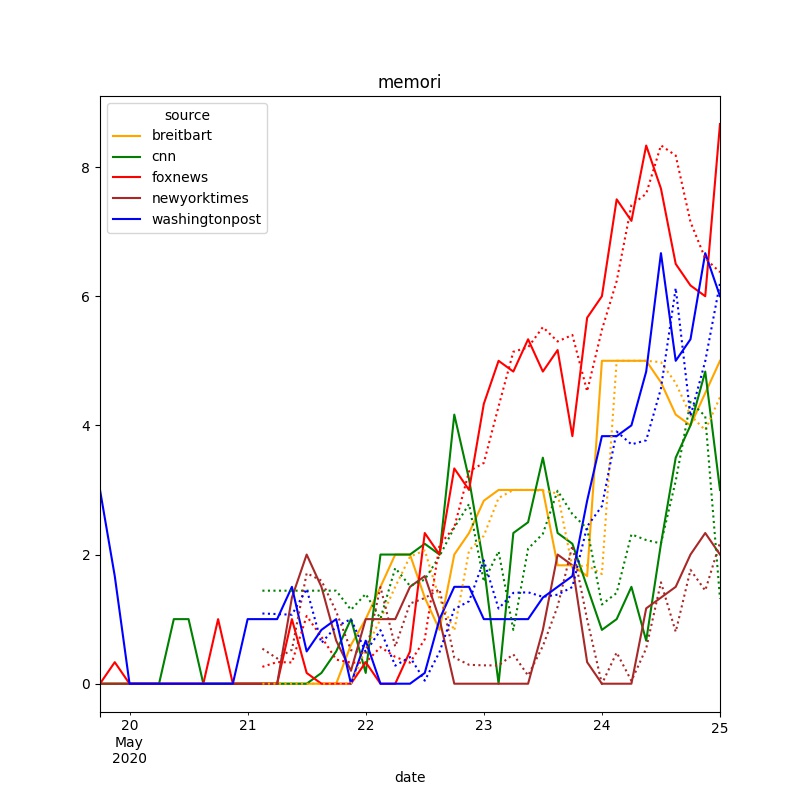 memori
source
breitbart
cnn
foxnews
newyorktimes
washingtonpost
8
6
4
2
0
20 21 22 23 24 25
May
2020
date